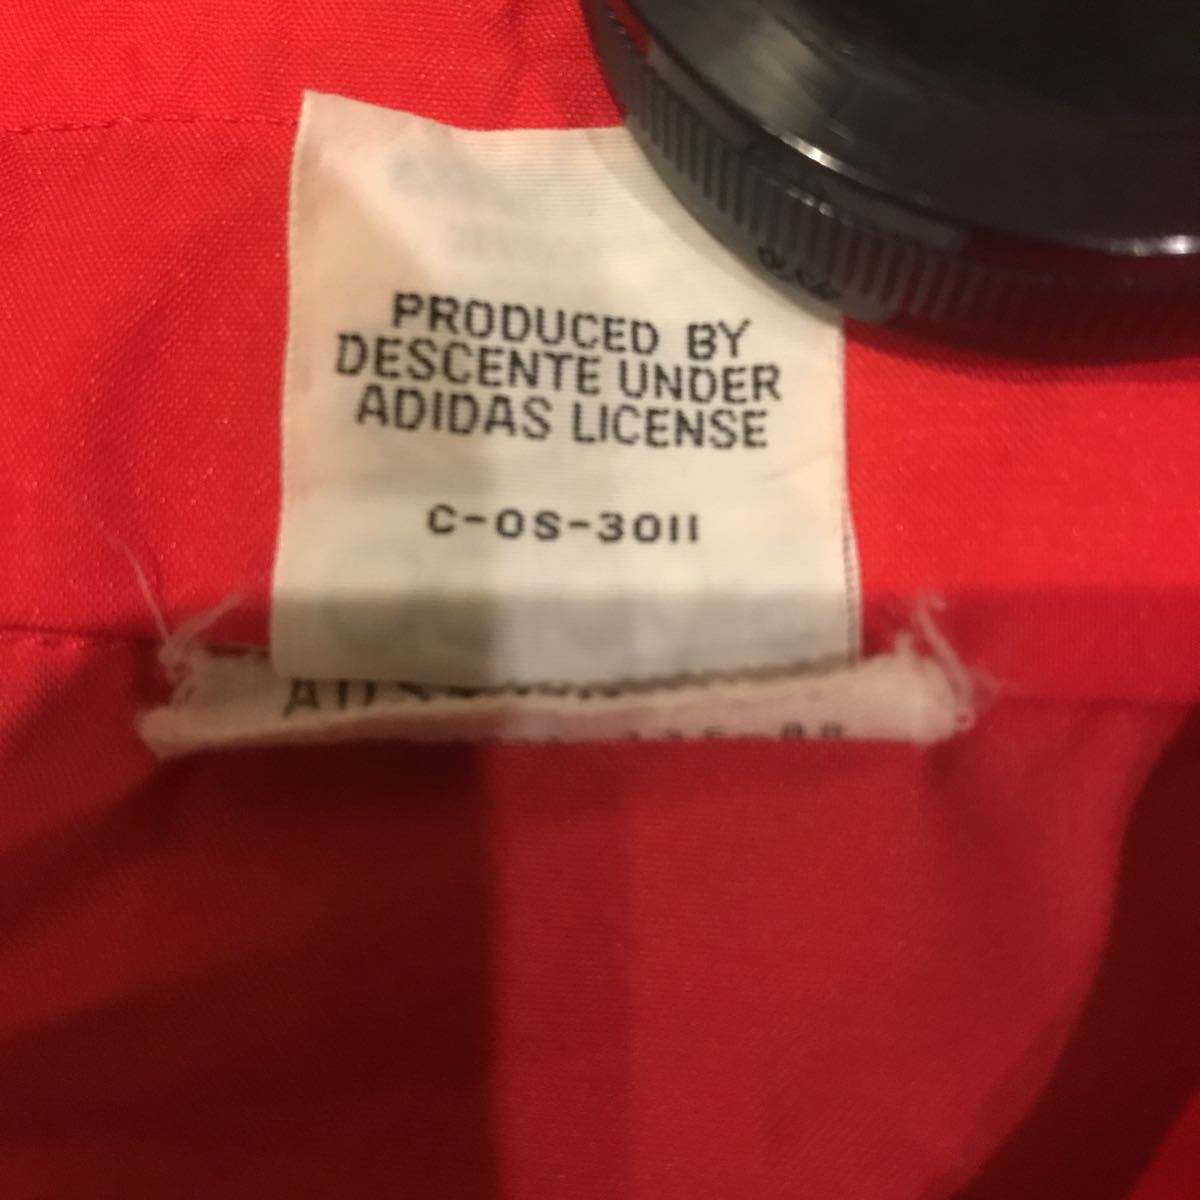 PRODUCED BY
DESCENTE UNDER
ADIDAS LICENSE
C-OS-3011